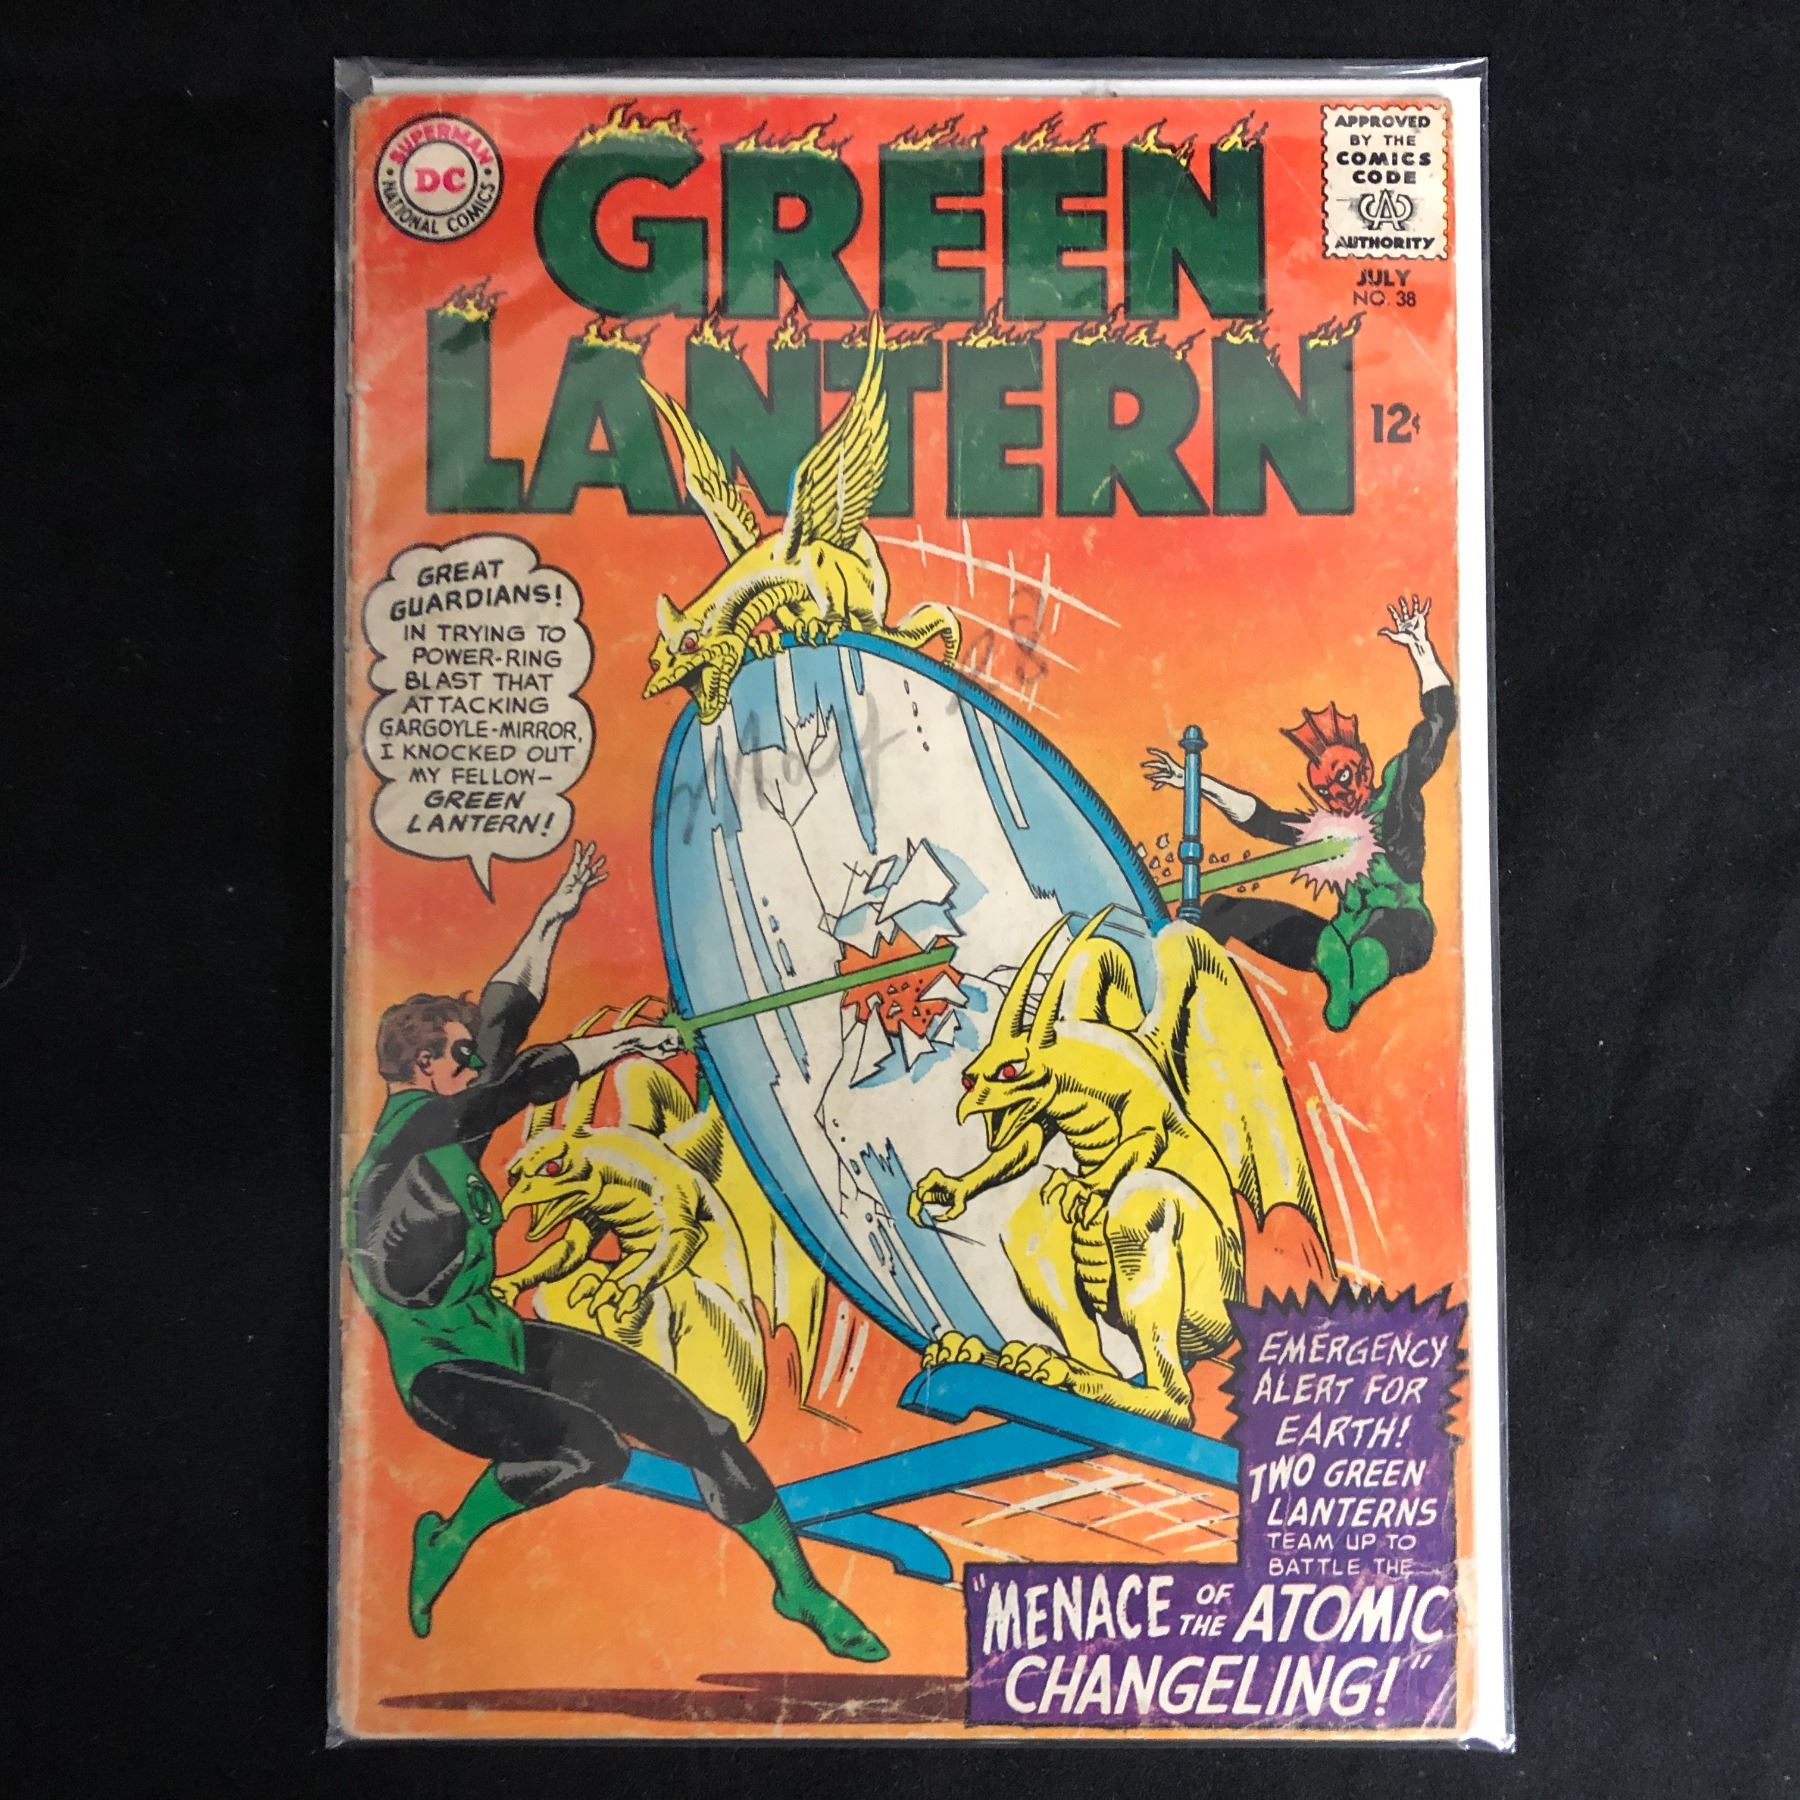 SUPERMAN
DC
NATIONAL COMICS
GREEN
LANTERN
APPROVED
BY THE
COMICS
CODE
CA
AUTHORITY
JULY
NO. 38
12¢
GREAT
GUARDIANS!
IN TRYING TO
POWER-RING
BLAST THAT
ATTACKING
GARGOYLE-MIRROR,
I KNOCKED OUT
MY FELLOW-
GREEN
LANTERN!
EMERGENCY
ALERT FOR
EARTH!
TWO GREEN
LANTERNS
TEAM UP TO
BATTLE THE
"MENACE OF THE ATOMIC
CHANGELING!"